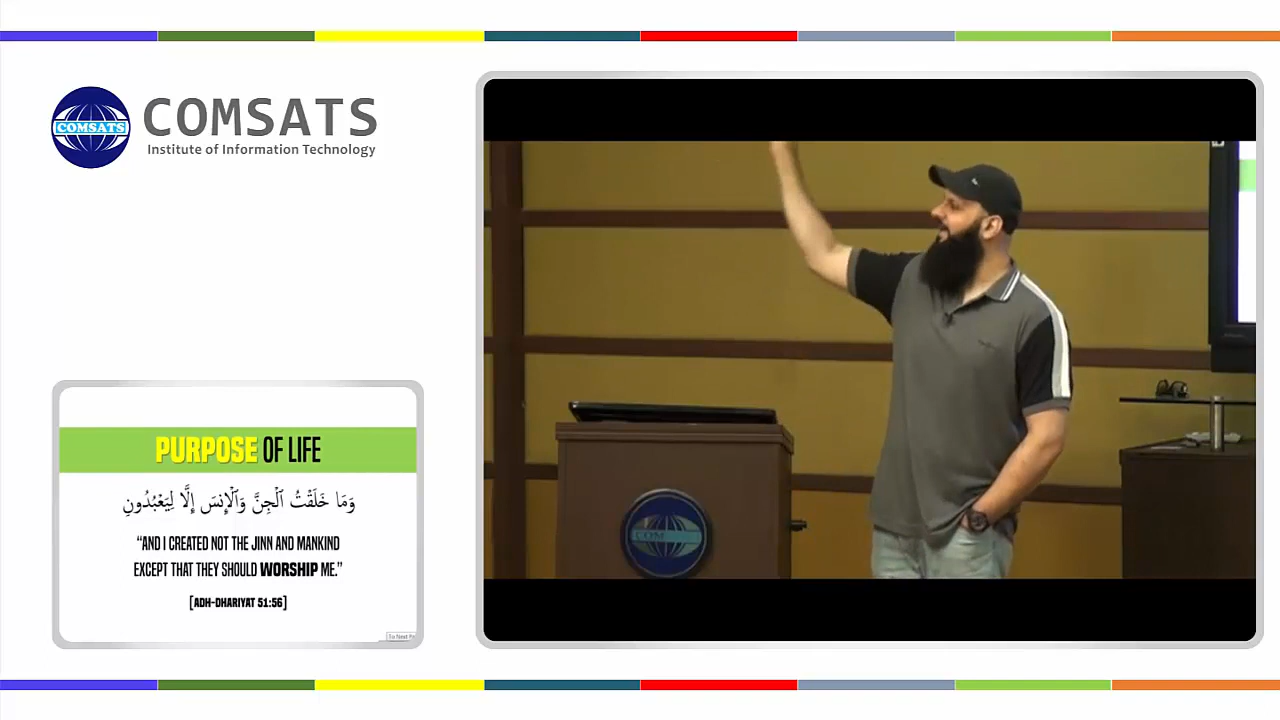 COMSATS
COMSATS
Institute of Information Technology
PURPOSE OF LIFE
وَمَا خَلَقْتُ ٱلْجِنَّ وَٱلْإِنسَ إِلَّا لِيَعْبُدُونِ
“AND I CREATED NOT THE JINN AND MANKIND
EXCEPT THAT THEY SHOULD WORSHIP ME.”
[ADH-DHARIYAT 51:56]